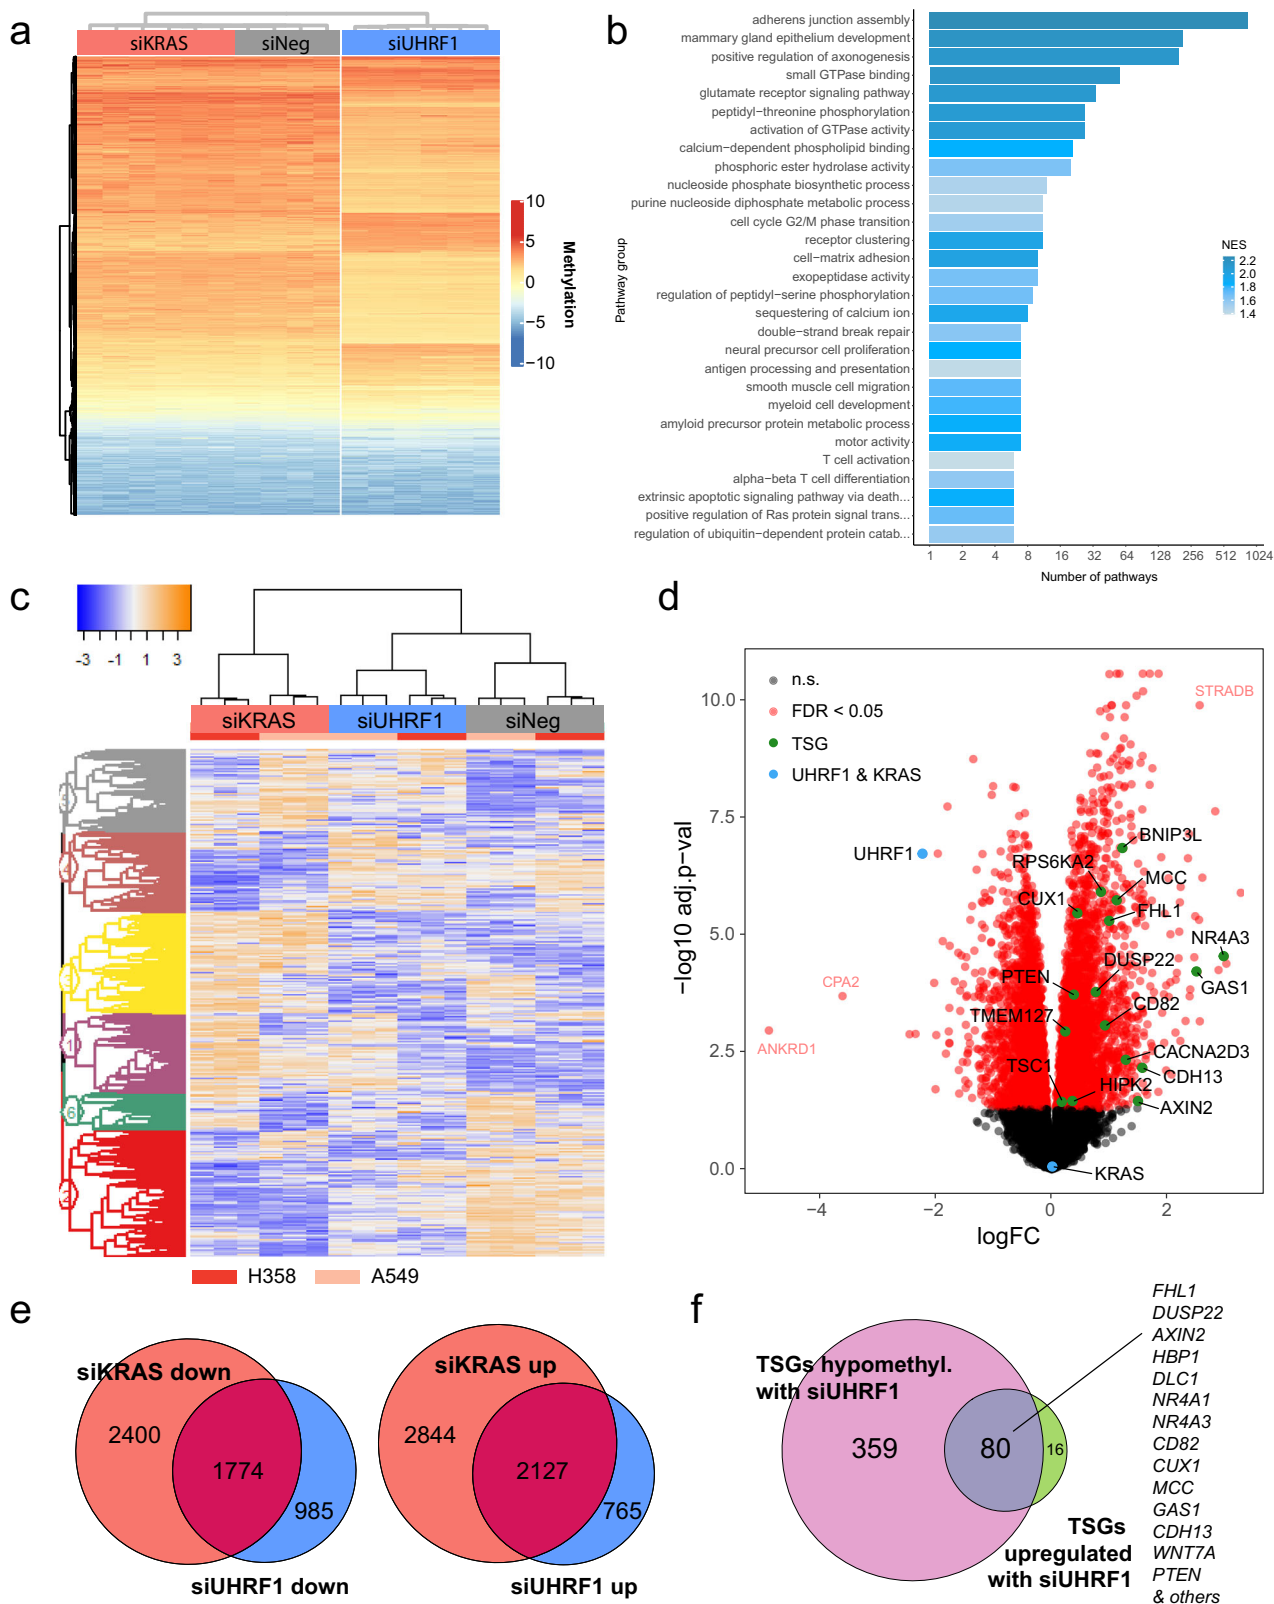 a
siKRAS
siNeg
siUHRF1
10
5
0
−5
−10
Methylation
b
Pathway group
adherens junction assembly
mammary gland epithelium development
positive regulation of axonogenesis
small GTPase binding
glutamate receptor signaling pathway
peptidyl−threonine phosphorylation
activation of GTPase activity
calcium−dependent phospholipid binding
phosphoric ester hydrolase activity
nucleoside phosphate biosynthetic process
purine nucleoside diphosphate metabolic process
cell cycle G2/M phase transition
receptor clustering
cell−matrix adhesion
exopeptidase activity
regulation of peptidyl−serine phosphorylation
sequestering of calcium ion
double−strand break repair
neural precursor cell proliferation
antigen processing and presentation
smooth muscle cell migration
myeloid cell development
amyloid precursor protein metabolic process
motor activity
T cell activation
alpha−beta T cell differentiation
extrinsic apoptotic signaling pathway via death...
positive regulation of Ras protein signal trans...
regulation of ubiquitin−dependent protein catab...
1 2 4 8 16 32 64 128 256 512 1024
Number of pathways
NES
2.2
2.0
1.8
1.6
1.4
c
-3 -1 1 3
siKRAS
siUHRF1
siNeg
5
4
3
1
6
2
H358
A549
d
−log10 adj.p−val
10.0
7.5
5.0
2.5
0.0
n.s.
FDR < 0.05
TSG
UHRF1 & KRAS
STRADB
UHRF1
BNIP3L
RPS6KA2
MCC
CUX1
FHL1
NR4A3
DUSP22
PTEN
GAS1
CPA2
CD82
TMEM127
ANKRD1
CACNA2D3
TSC1
CDH13
HIPK2
AXIN2
KRAS
−4 −2 0 2
logFC
e
siKRAS down
2400
1774
985
siUHRF1 down
siKRAS up
2844
2127
765
siUHRF1 up
f
TSGs hypomethyl.
with siUHRF1
359
80
16
TSGs
upregulated
with siUHRF1
FHL1
DUSP22
AXIN2
HBP1
DLC1
NR4A1
NR4A3
CD82
CUX1
MCC
GAS1
CDH13
WNT7A
PTEN
& others